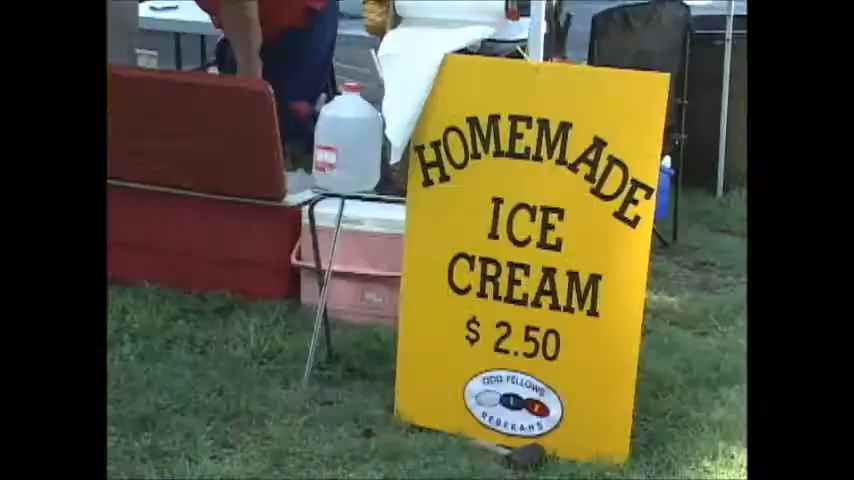 HOMEMADE
ICE
CREAM
$ 2.50
ODD FELLOWS
REBEKAHS